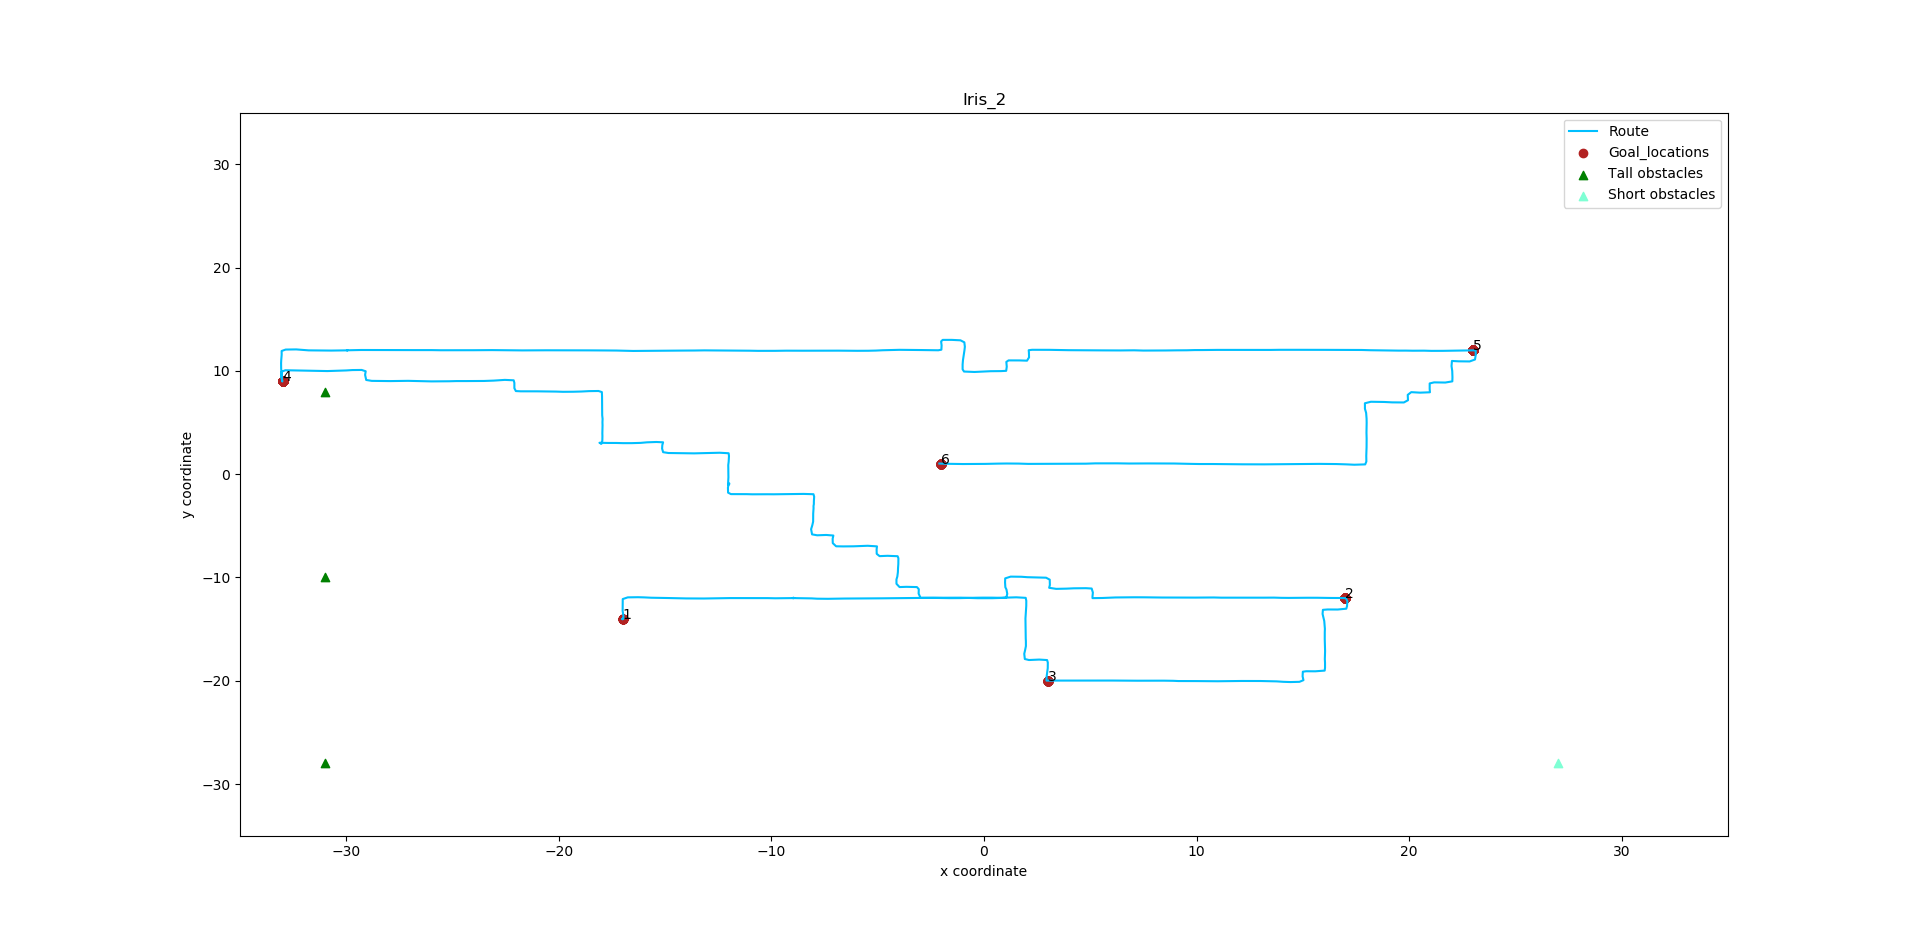 Iris_2
Route
Goal_locations
Tall obstacles
Short obstacles
30
20
10
0
−10
−20
−30
y coordinate
5
4
6
1
2
3
−30
−20
−10
0
10
20
30
x coordinate